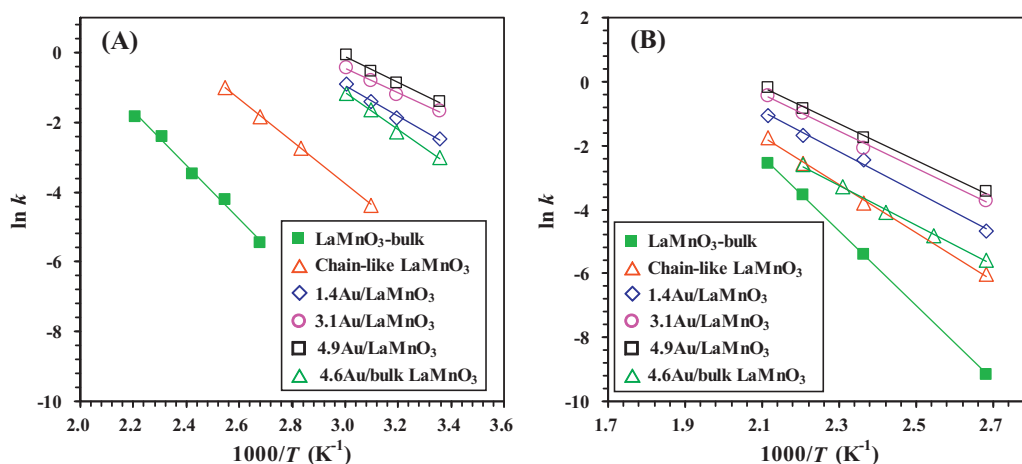 (A)
0
-2
-4
-6
-8
-10
ln k
2.0 2.2 2.4 2.6 2.8 3.0 3.2 3.4 3.6
1000/T (K⁻¹)
LaMnO₃-bulk
Chain-like LaMnO₃
1.4Au/LaMnO₃
3.1Au/LaMnO₃
4.9Au/LaMnO₃
4.6Au/bulk LaMnO₃
(B)
2
0
-2
-4
-6
-8
-10
ln k
1.7 1.9 2.1 2.3 2.5 2.7
1000/T (K⁻¹)
LaMnO₃-bulk
Chain-like LaMnO₃
1.4Au/LaMnO₃
3.1Au/LaMnO₃
4.9Au/LaMnO₃
4.6Au/bulk LaMnO₃